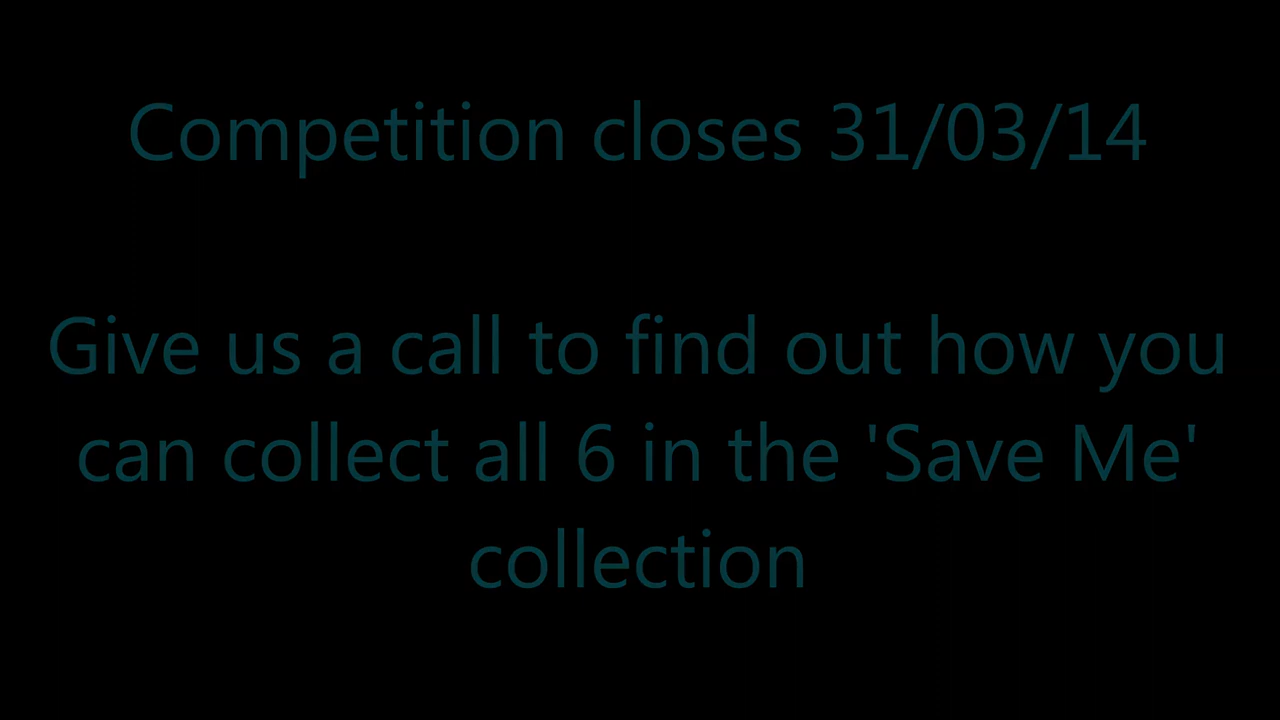 Competition closes 31/03/14
Give us a call to find out how you
can collect all 6 in the 'Save Me'
collection